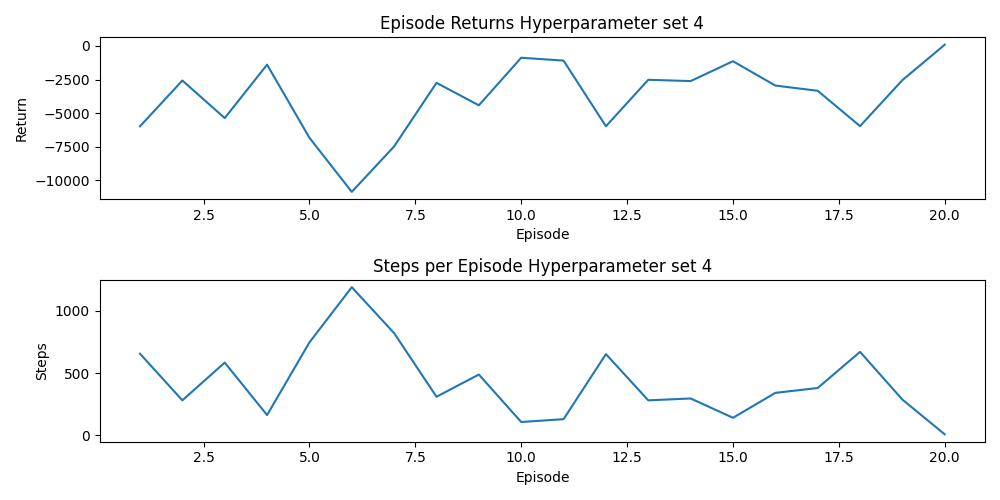 Episode Returns Hyperparameter set 4
0
−2500
−5000
−7500
−10000
Return
2.5 5.0 7.5 10.0 12.5 15.0 17.5 20.0
Episode
Steps per Episode Hyperparameter set 4
1000
500
0
Steps
2.5 5.0 7.5 10.0 12.5 15.0 17.5 20.0
Episode